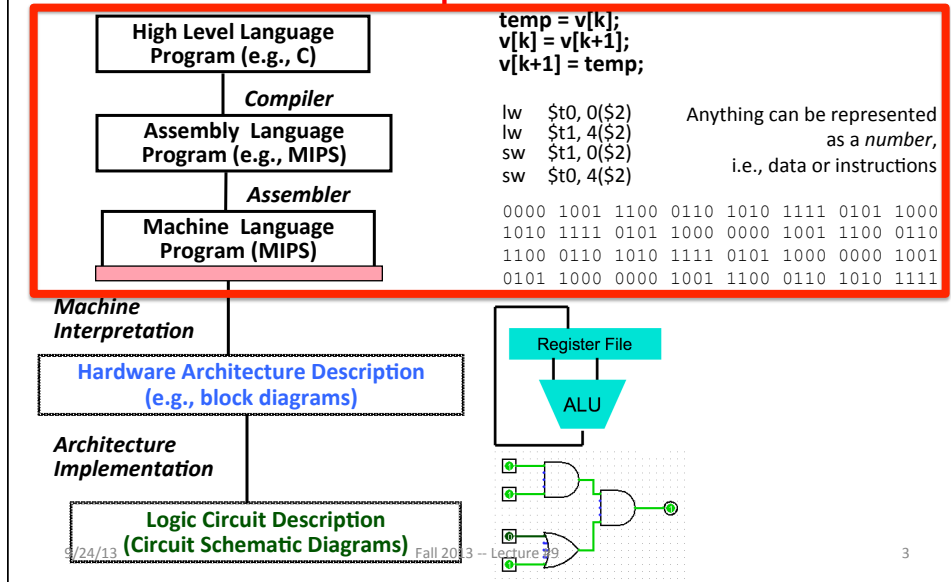 High Level Language
Program (e.g., C)
Compiler
Assembly Language
Program (e.g., MIPS)
Assembler
Machine Language
Program (MIPS)
temp = v[k];
v[k] = v[k+1];
v[k+1] = temp;
lw $t0, 0($2)
lw $t1, 4($2)
sw $t1, 0($2)
sw $t0, 4($2)
Anything can be represented
as a number,
i.e., data or instructions
0000 1001 1100 0110 1010 1111 0101 1000
1010 1111 0101 1000 0000 1001 1100 0110
1100 0110 1010 1111 0101 1000 0000 1001
0101 1000 0000 1001 1100 0110 1010 1111
Machine
Interpretation
Hardware Architecture Description
(e.g., block diagrams)
Register File
ALU
Architecture
Implementation
Logic Circuit Description
(Circuit Schematic Diagrams)
9/24/13
Fall 2013 -- Lecture #9
3